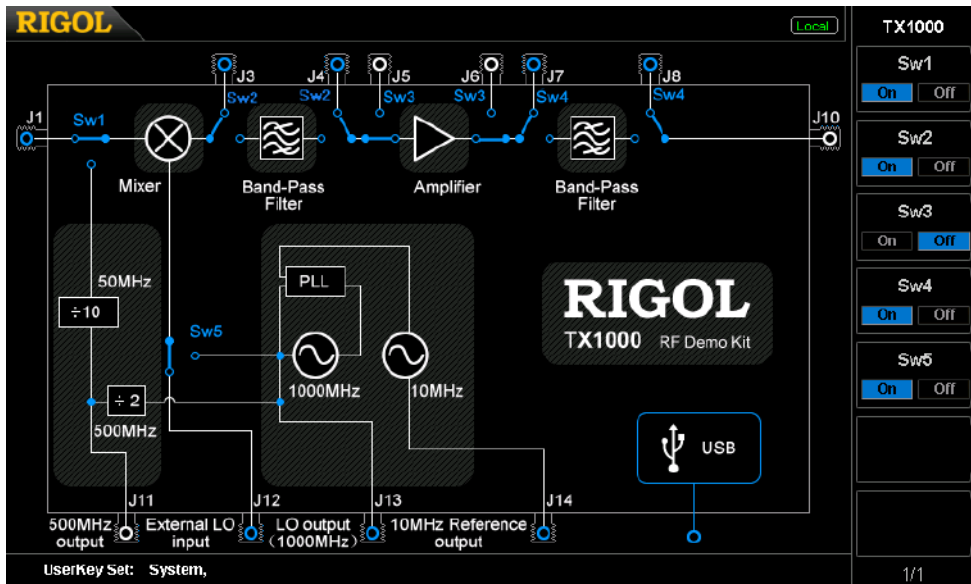 RIGOL
Local
TX1000
Sw1
On Off
Sw2
On Off
Sw3
On Off
Sw4
On Off
Sw5
On Off
1/1
J3
J4
J5
J6
J7
J8
Sw2
Sw2
Sw3
Sw3
Sw4
Sw4
J1
Sw1
J10
Mixer
Band-Pass
Filter
Amplifier
Band-Pass
Filter
50MHz
÷10
Sw5
÷ 2
500MHz
PLL
1000MHz
10MHz
RIGOL
TX1000 RF Demo Kit
USB
J11
J12
J13
J14
500MHz
output
External LO
input
LO output
(1000MHz)
10MHz Reference
output
UserKey Set: System,